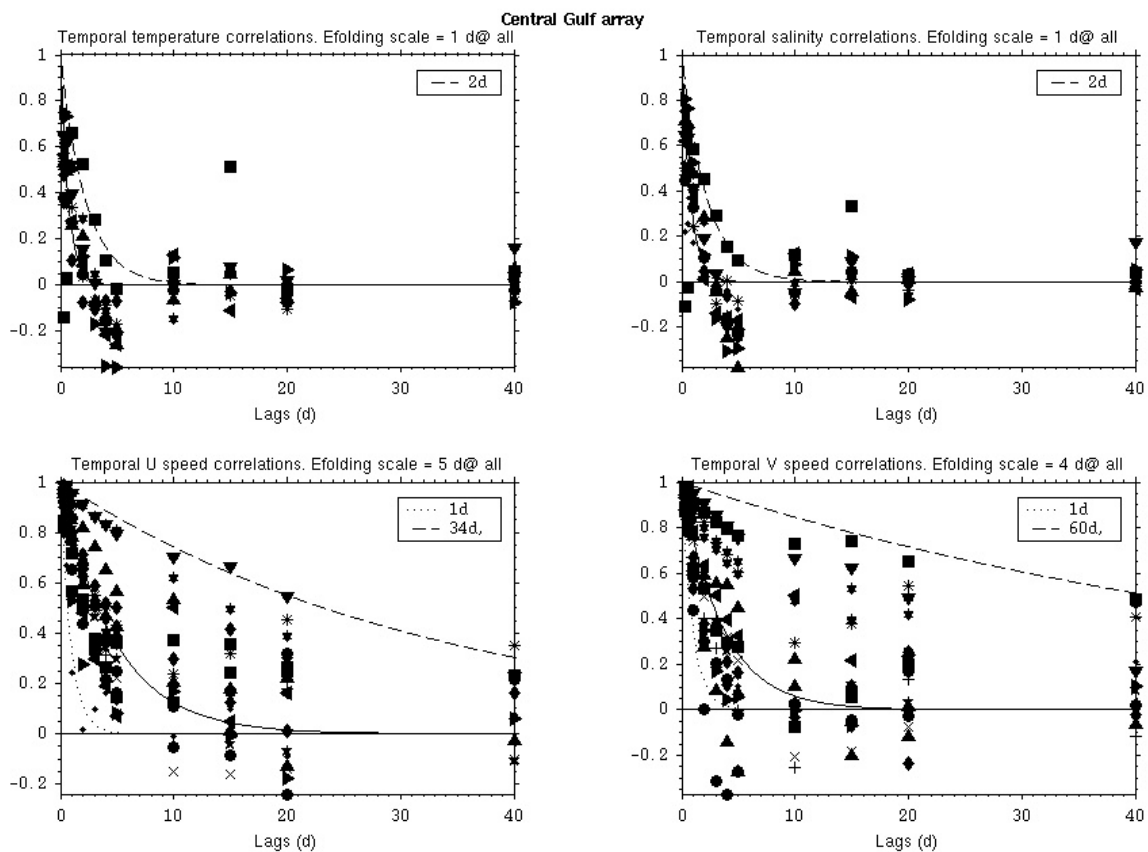 Central Gulf array
Temporal temperature correlations. Efolding scale = 1 d@ all
1
0.8
0.6
0.4
0.2
0
-0.2
2d
0 10 20 30 40
Lags (d)
Temporal salinity correlations. Efolding scale = 1 d@ all
1
0.8
0.6
0.4
0.2
0
-0.2
2d
0 10 20 30 40
Lags (d)
Temporal U speed correlations. Efolding scale = 5 d@ all
1
0.8
0.6
0.4
0.2
0
-0.2
1d
34d,
0 10 20 30 40
Lags (d)
Temporal V speed correlations. Efolding scale = 4 d@ all
1
0.8
0.6
0.4
0.2
0
-0.2
1d
60d,
0 10 20 30 40
Lags (d)